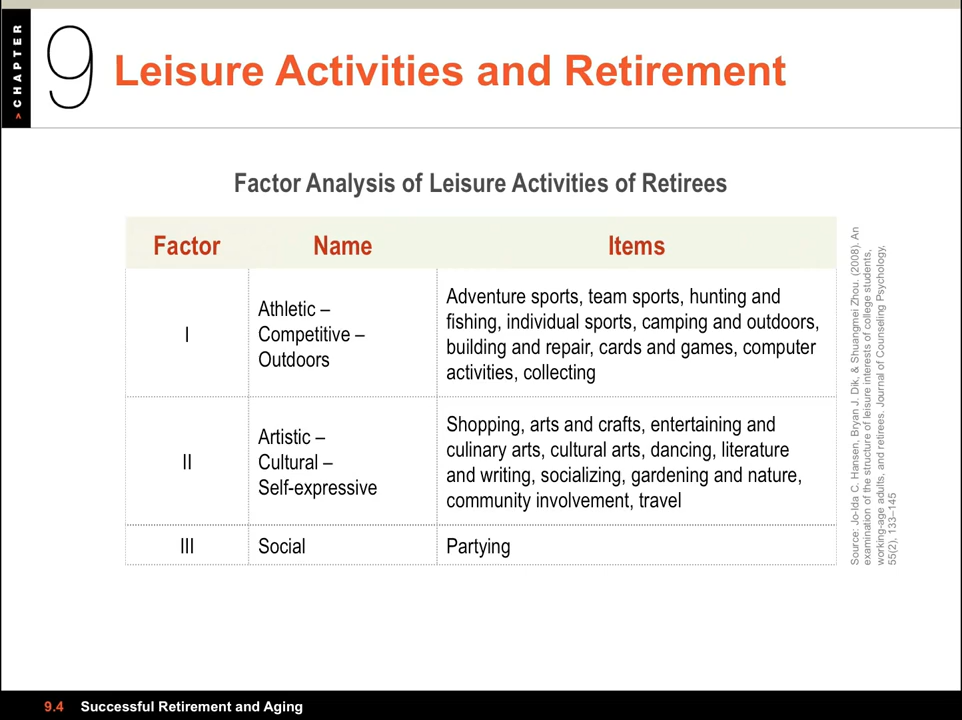 > CHAPTER
9
Leisure Activities and Retirement
Factor Analysis of Leisure Activities of Retirees
Factor Name Items
I
Athletic –
Competitive –
Outdoors
Adventure sports, team sports, hunting and
fishing, individual sports, camping and outdoors,
building and repair, cards and games, computer
activities, collecting
II
Artistic –
Cultural –
Self-expressive
Shopping, arts and crafts, entertaining and
culinary arts, cultural arts, dancing, literature
and writing, socializing, gardening and nature,
community involvement, travel
III Social Partying
Source: Jo-Ida C. Hansen, Bryan J. Dik, & Shuangmei Zhou. (2008). An
examination of the structure of leisure interests of college students,
working-age adults, and retirees. Journal of Counseling Psychology,
55(2), 133–145
9.4 Successful Retirement and Aging